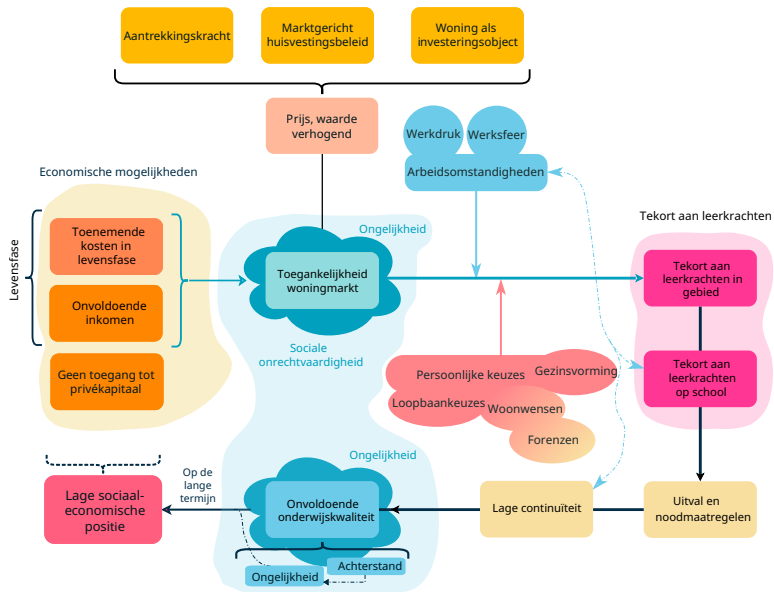 Aantrekkingskracht
Marktgericht
huisvestingsbeleid
Woning als
investeringsobject
Prijs, waarde
verhogend
Werkdruk
Werksfeer
Arbeidsomstandigheden
Economische mogelijkheden
Levensfase
Toenemende
kosten in
levensfase
Onvoldoende
inkomen
Geen toegang tot
privékapitaal
Ongelijkheid
Toegankelijkheid
woningmarkt
Sociale
onrechtvaardigheid
Tekort aan leerkrachten
Tekort aan
leerkrachten in
gebied
Tekort aan
leerkrachten
op school
Persoonlijke keuzes
Gezinsvorming
Loopbaankeuzes
Woonwensen
Forenzen
Ongelijkheid
Op de
lange
termijn
Lage sociaal-
economische
positie
Onvoldoende
onderwijskwaliteit
Lage continuïteit
Uitval en
noodmaatregelen
Achterstand
Ongelijkheid